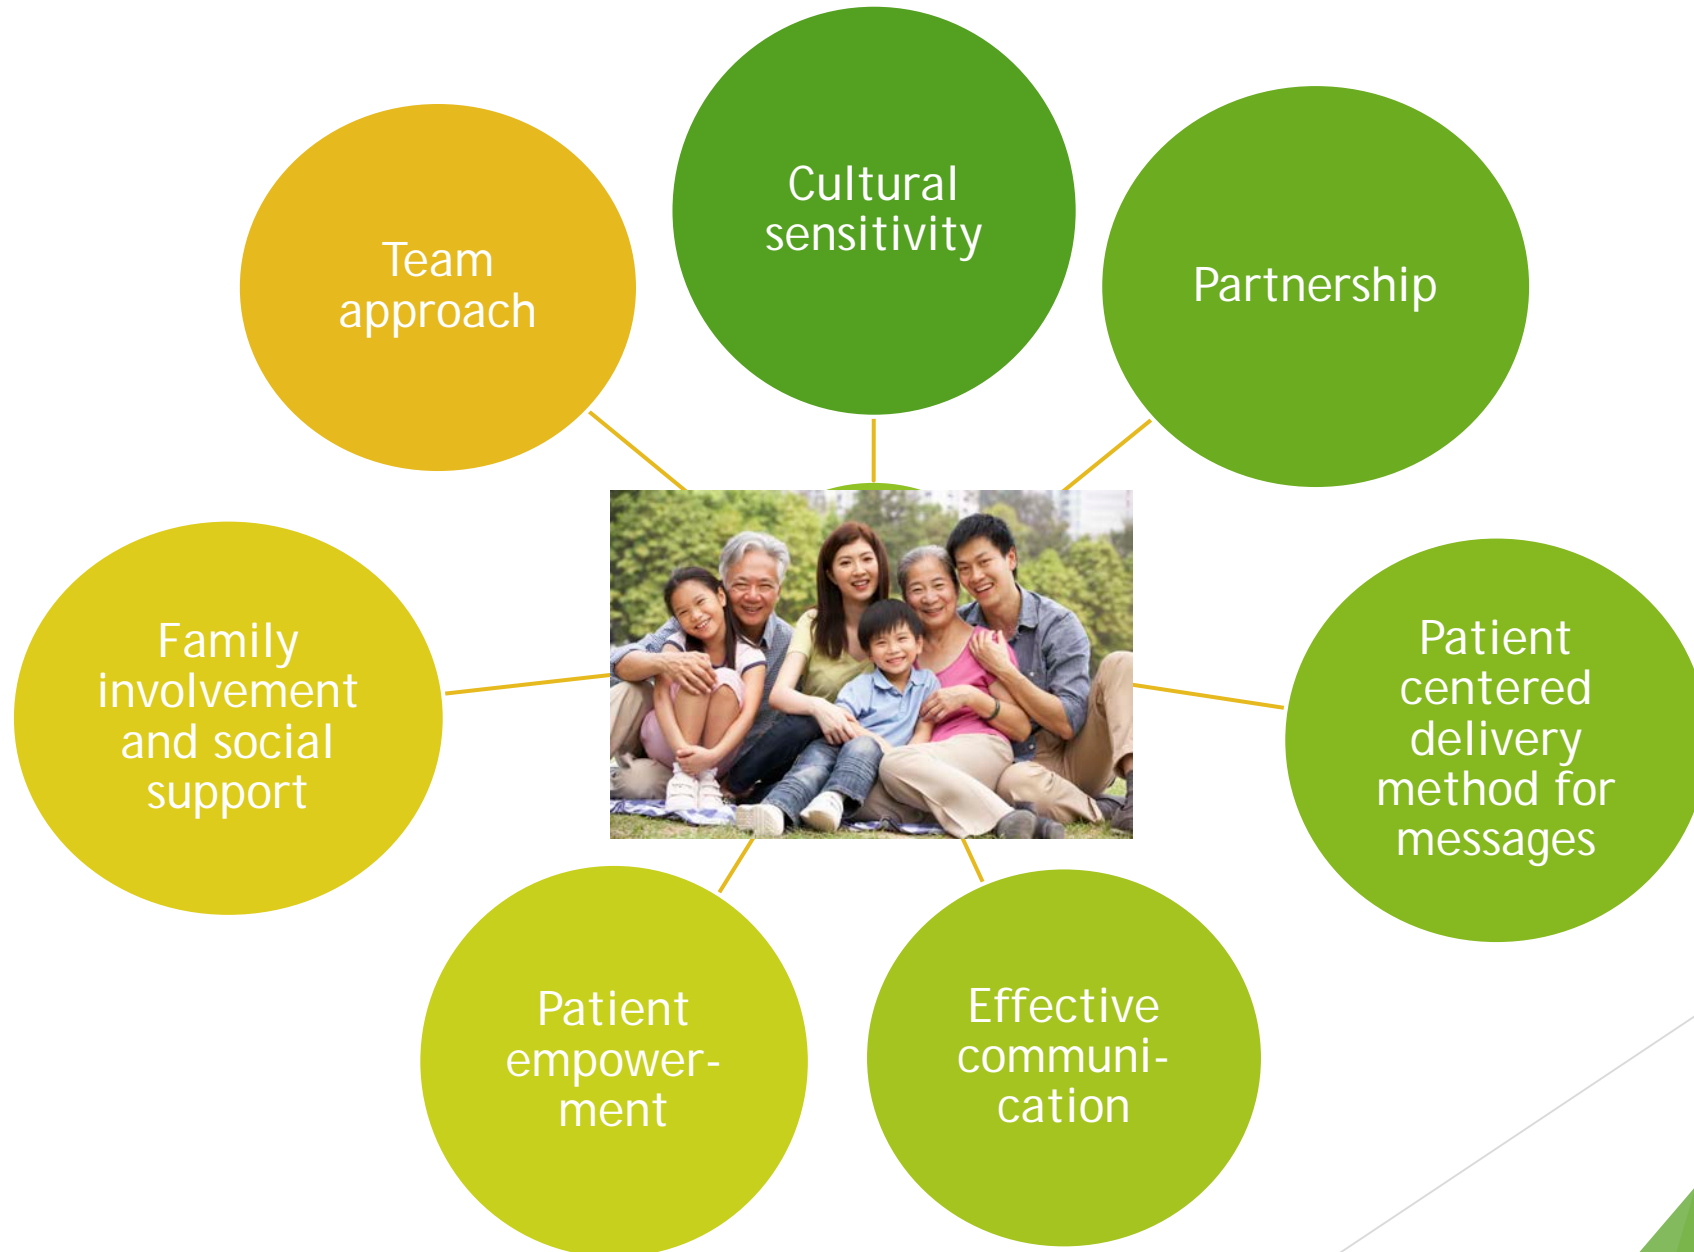 Cultural
sensitivity
Partnership
Patient
centered
delivery
method for
messages
Effective
communi-
cation
Patient
empower-
ment
Family
involvement
and social
support
Team
approach